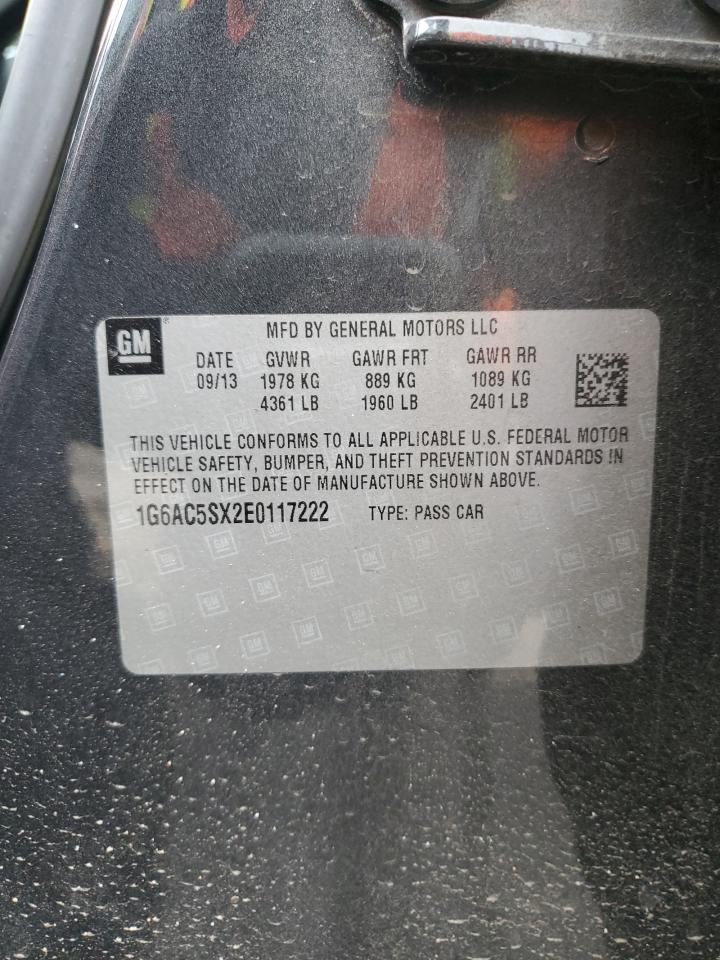 GM
MFD BY GENERAL MOTORS LLC
DATE GVWR GAWR FRT GAWR RR
09/13 1978 KG 889 KG 1089 KG
4361 LB 1960 LB 2401 LB
THIS VEHICLE CONFORMS TO ALL APPLICABLE U.S. FEDERAL MOTOR
VEHICLE SAFETY, BUMPER, AND THEFT PREVENTION STANDARDS IN
EFFECT ON THE DATE OF MANUFACTURE SHOWN ABOVE.
1G6AC5SX2E0117222 TYPE: PASS CAR